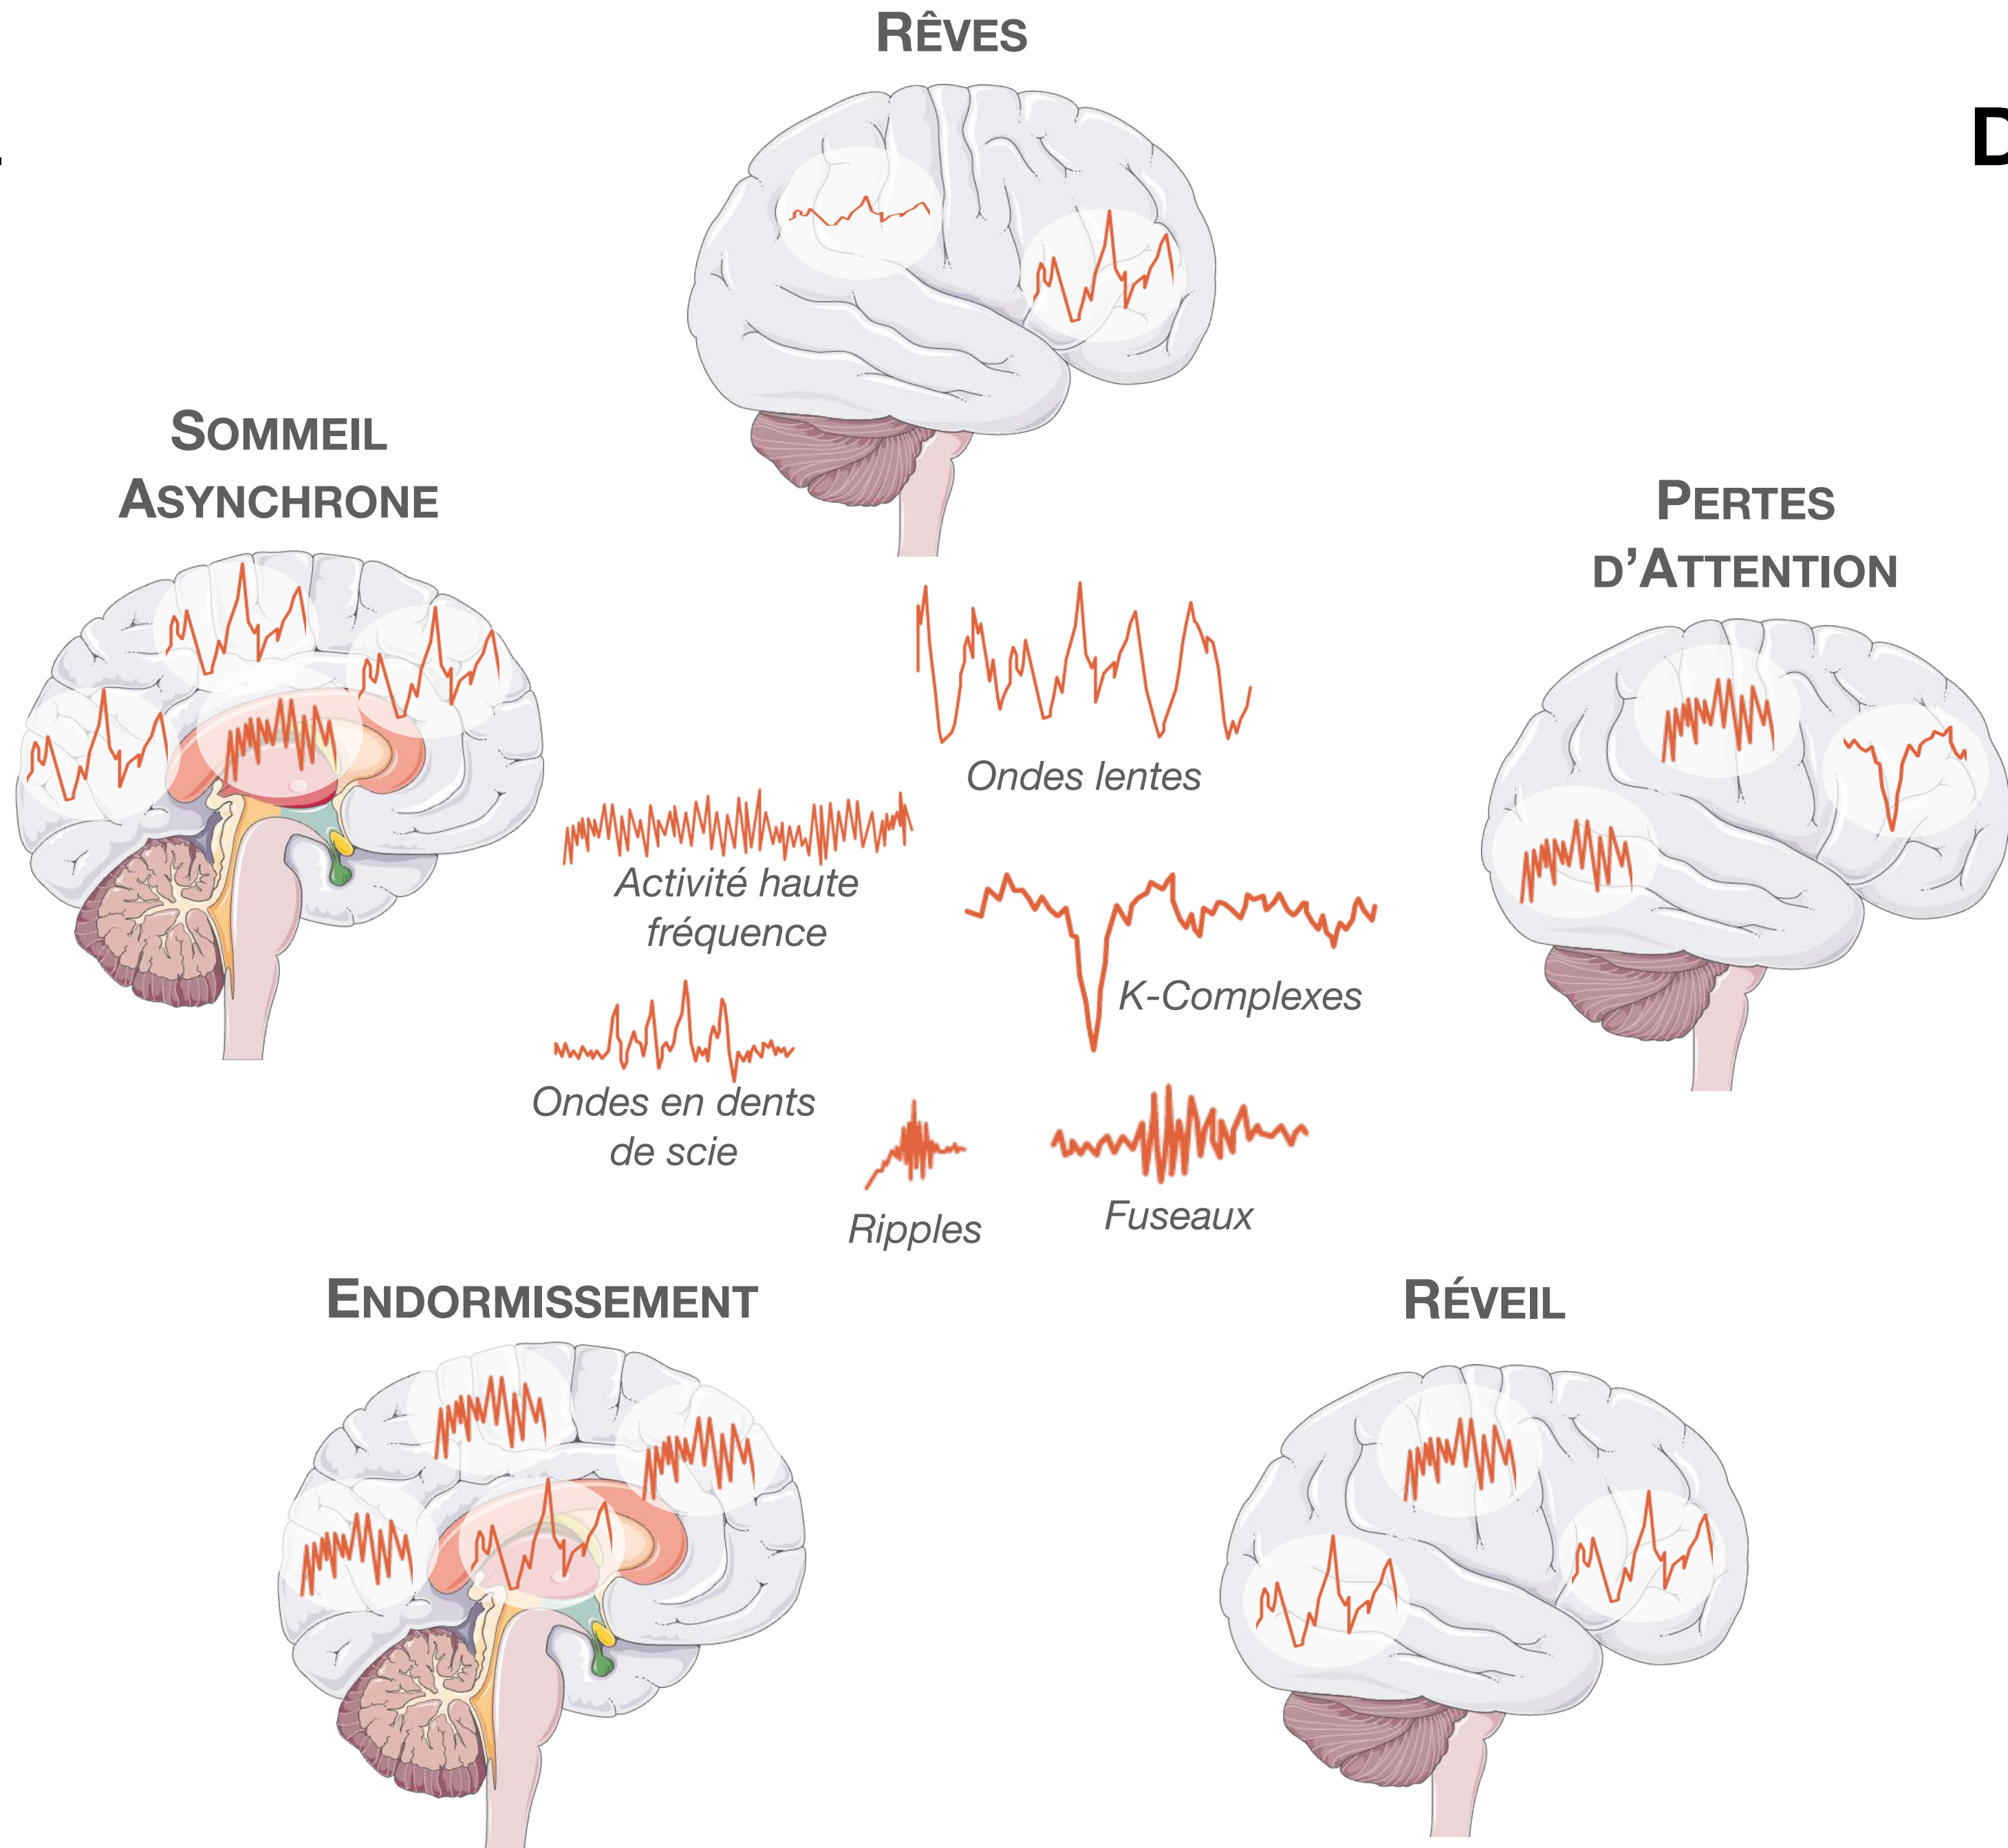 RÊVES
D
SOMMEIL
ASYNCHRONE
PERTES
D'ATTENTION
Ondes lentes
Activité haute
fréquence
K-Complexes
Ondes en dents
de scie
Ripples
Fuseaux
ENDORMISSEMENT
RÉVEIL